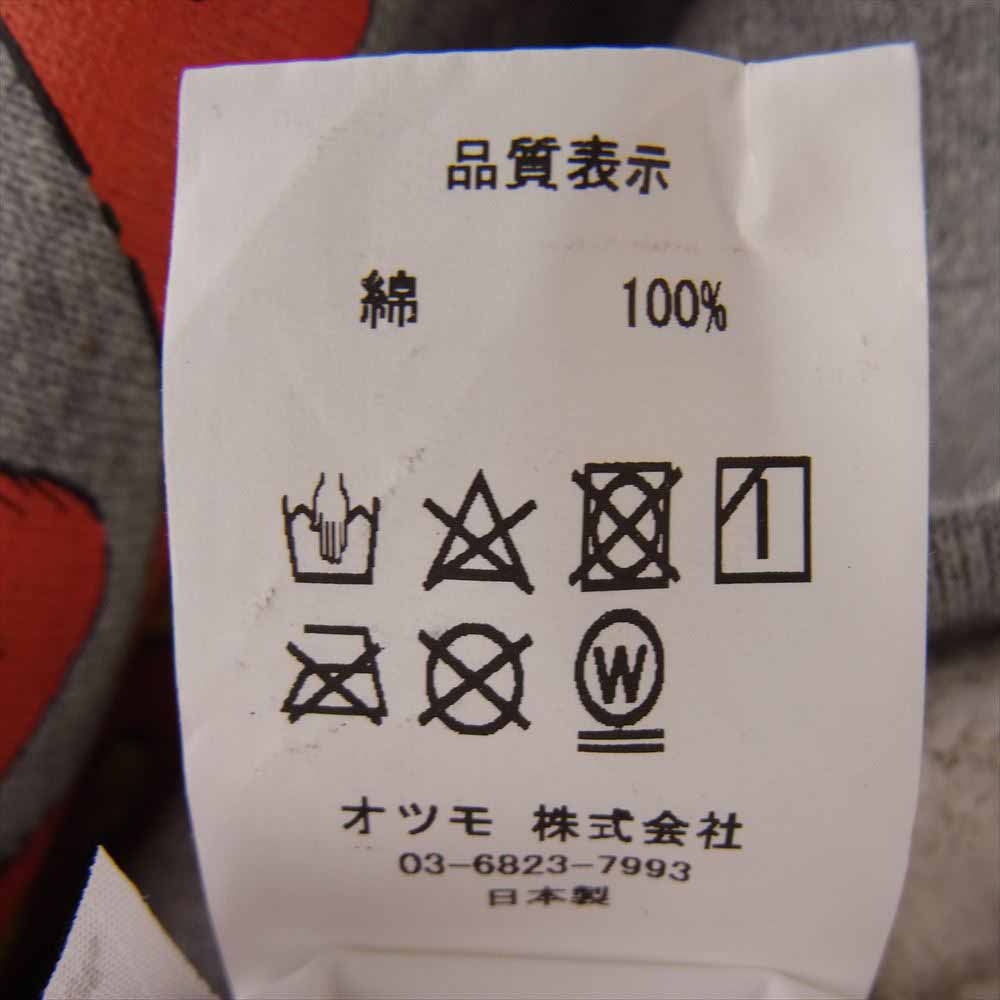 品質表示
綿 100%
W
オツモ 株式会社
03-6823-7993
日本製